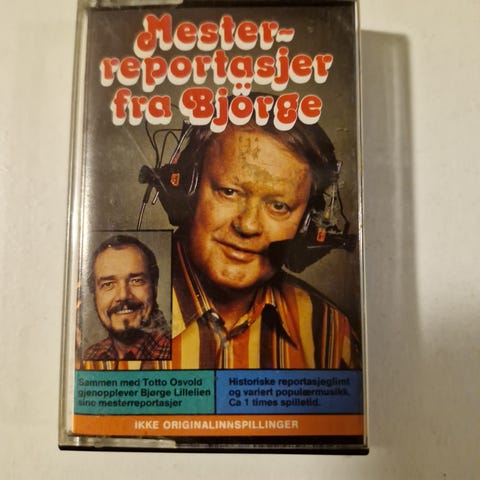 Mester-
reportasjer
fra Björge
Sammen med Totto Osvold
gjenopplever Bjørge Lillelien
sine mesterreportasjer
Historiske reportasjeglimt
og variert populærmusikk.
Ca 1 times spilletid.
IKKE ORIGINALINNSPILLINGER